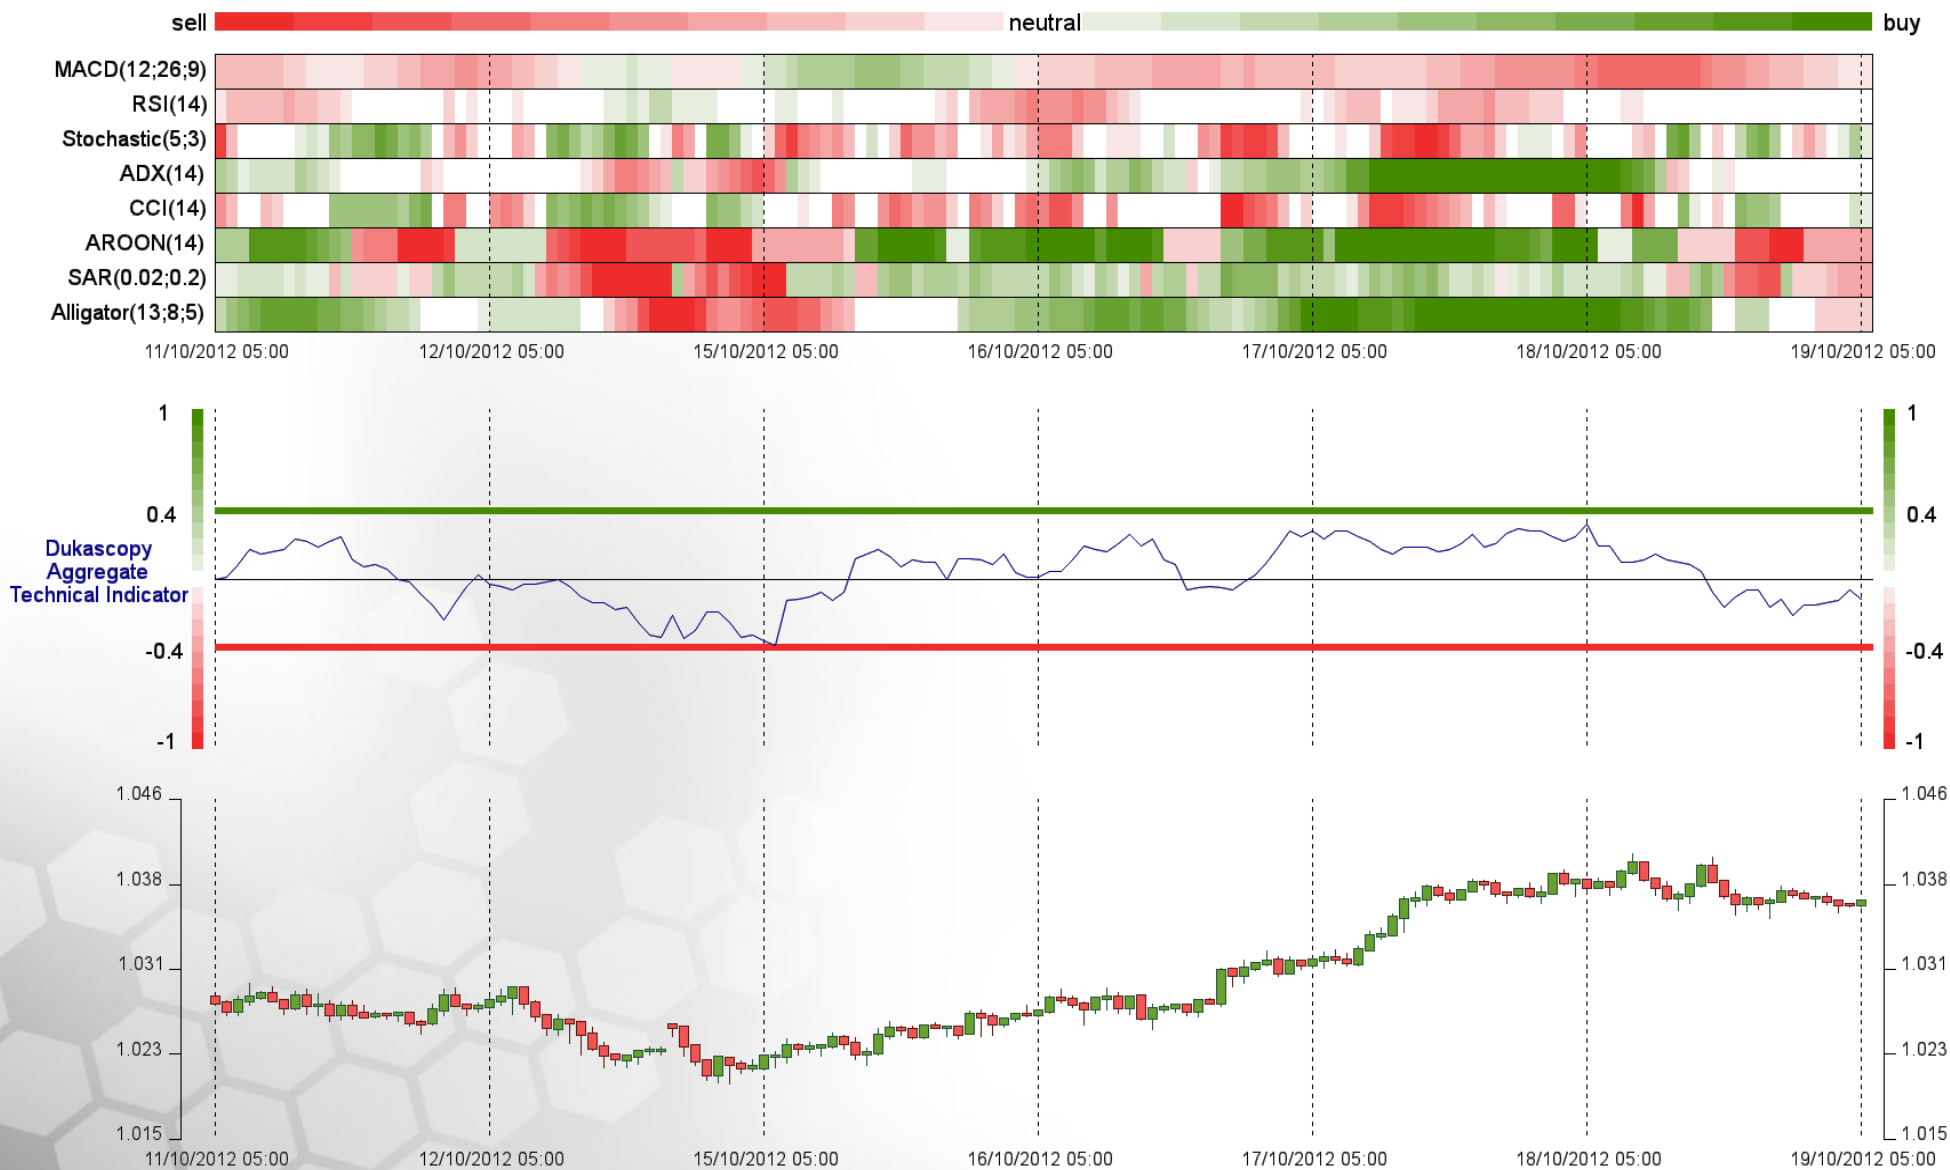 sell neutral buy
MACD(12;26;9)
RSI(14)
Stochastic(5;3)
ADX(14)
CCI(14)
AROON(14)
SAR(0.02;0.2)
Alligator(13;8;5)
11/10/2012 05:00 12/10/2012 05:00 15/10/2012 05:00 16/10/2012 05:00 17/10/2012 05:00 18/10/2012 05:00 19/10/2012 05:00
1 1
0.4 0.4
Dukascopy
Aggregate
Technical Indicator
-0.4 -0.4
-1 -1
1.046 1.046
1.038 1.038
1.031 1.031
1.023 1.023
1.015 1.015
11/10/2012 05:00 12/10/2012 05:00 15/10/2012 05:00 16/10/2012 05:00 17/10/2012 05:00 18/10/2012 05:00 19/10/2012 05:00